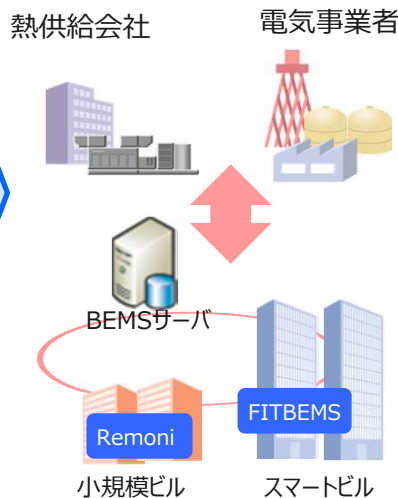 熱供給会社
電気事業者
BEMSサーバ
Remoni
FITBEMS
小規模ビル
スマートビル